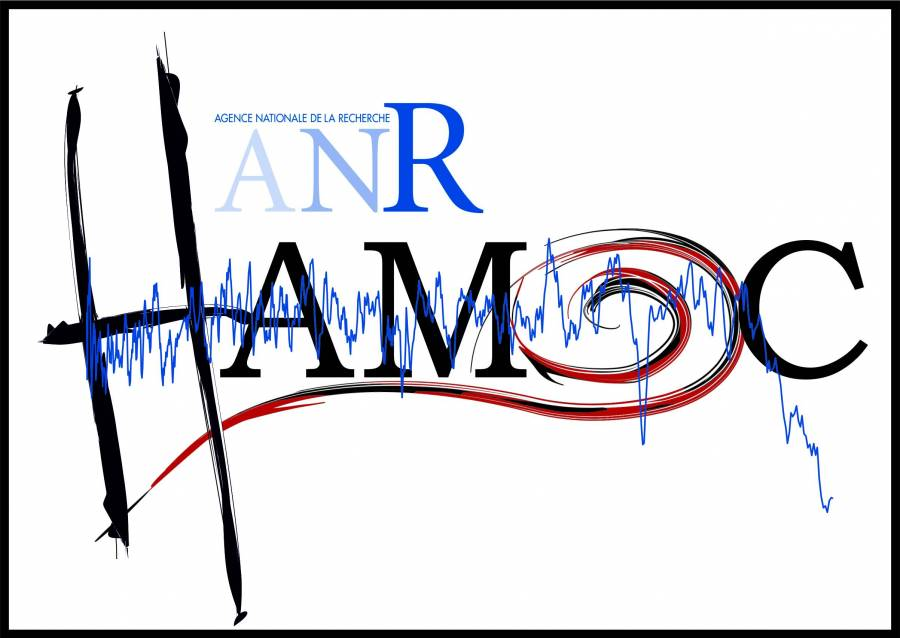 AGENCE NATIONALE DE LA RECHERCHE
ANR
HAMOC